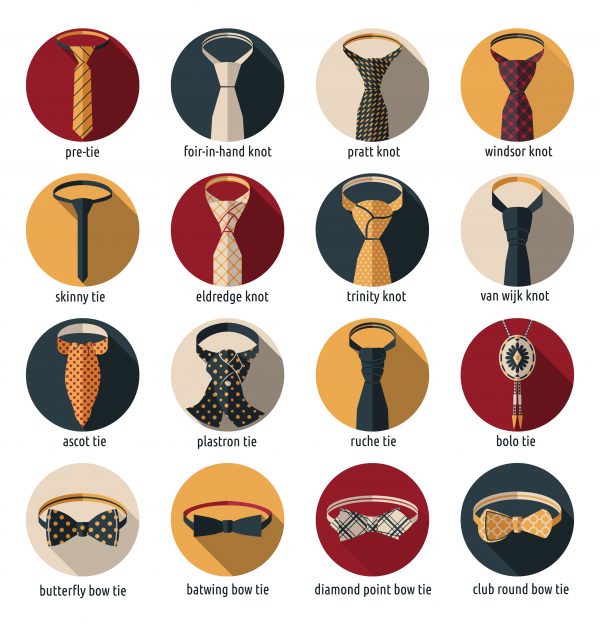 pre-tie
foir-in-hand knot
pratt knot
windsor knot
skinny tie
eldredge knot
trinity knot
van wijk knot
ascot tie
plastron tie
ruche tie
bolo tie
butterfly bow tie
batwing bow tie
diamond point bow tie
club round bow tie